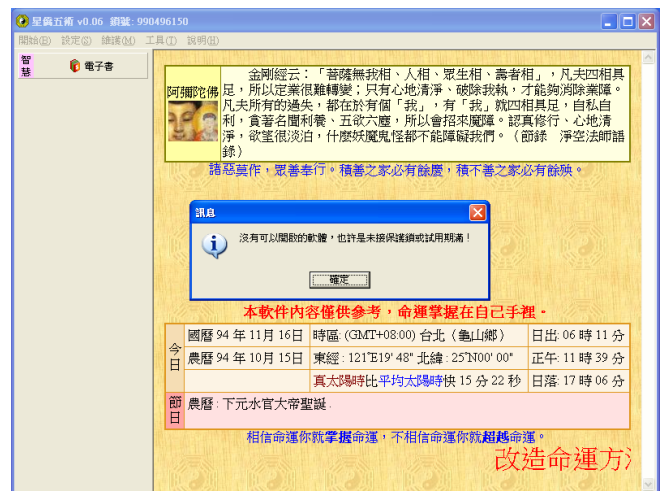 星僑五術 v0.06 鎖號: 990496150
開始(B) 設定(S) 維護(M) 工具(T) 說明(H)
智慧
電子書
阿彌陀佛
金剛經云：「菩薩無我相、人相、眾生相、壽者相」，凡夫四相具
足，所以定業很難轉變；只有心地清淨、破除我執，才能夠消除業障。
凡夫所有的過失，都在於有個「我」，有「我」就四相具足，自私自
利，貪著名聞利養、五欲六塵，所以會招來魔障。認真修行、心地清
淨，欲望很淡泊，什麼妖魔鬼怪都不能障礙我們。（節錄 淨空法師語
錄）
諸惡莫作，眾善奉行。積善之家必有餘慶，積不善之家必有餘殃。
訊息
沒有可以開啟的軟體，也許是未接保護鎖或試用期滿！
確定
本軟件內容僅供參考，命運掌握在自己手裡。
今日
國曆 94 年 11月 16日 時區: (GMT+08:00) 台北（龜山鄉） 日出: 06 時 11 分
農曆 94 年 10月 15日 東經 : 121°E19' 48" 北緯 : 25°N00' 00" 正午: 11 時 39 分
真太陽時比平均太陽時快 15 分 22 秒 日落: 17 時 06 分
節日
農曆 : 下元水官大帝聖誕 .
相信命運你就掌握命運，不相信命運你就超越命運。
改造命運方